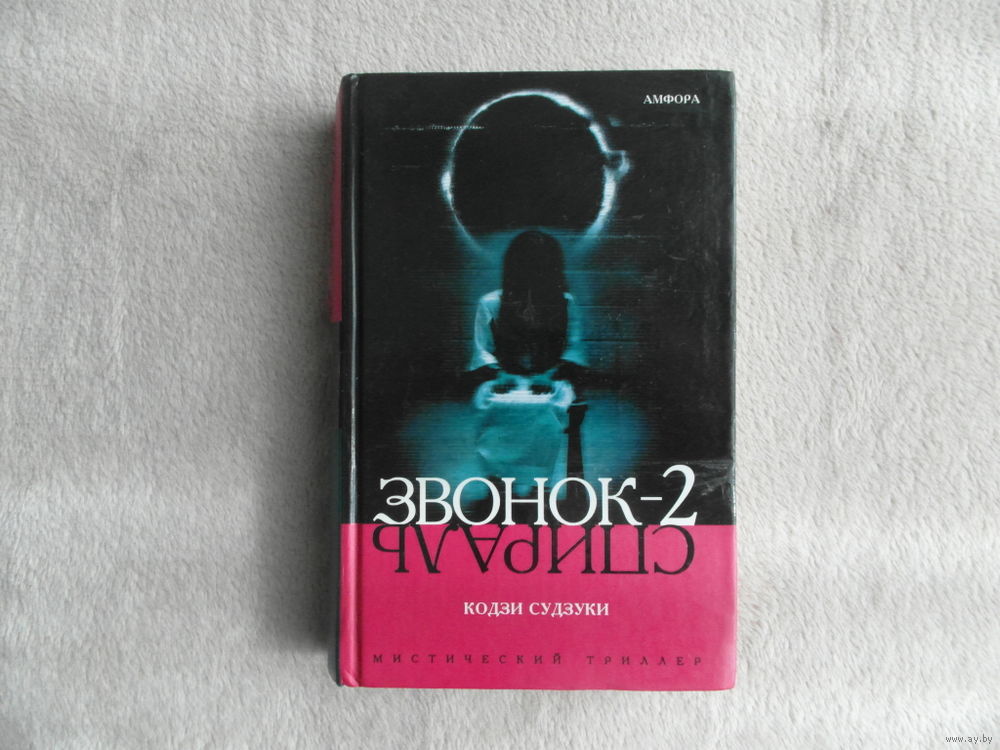 АМФОРА
ЗВОНОК-2
СПИРАЛЬ
КОДЗИ СУДЗУКИ
МИСТИЧЕСКИЙ ТРИЛЛЕР
www.ay.by